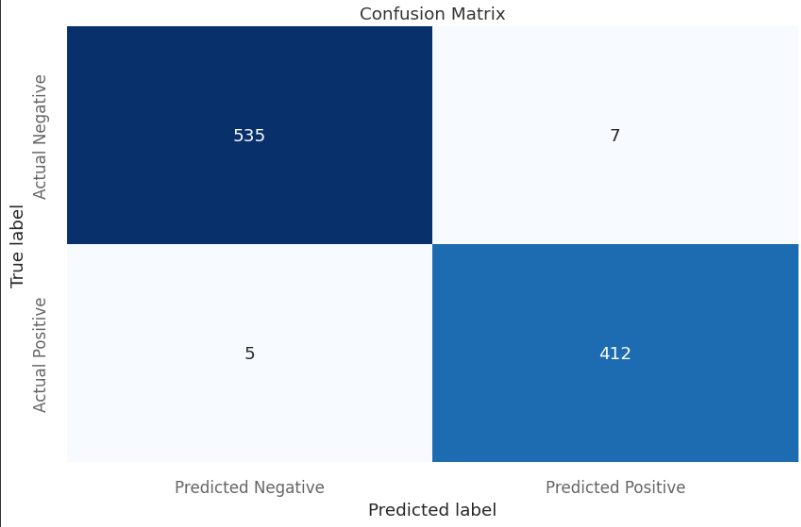 Confusion Matrix
True label
Actual Negative
535
7
Actual Positive
5
412
Predicted Negative
Predicted Positive
Predicted label